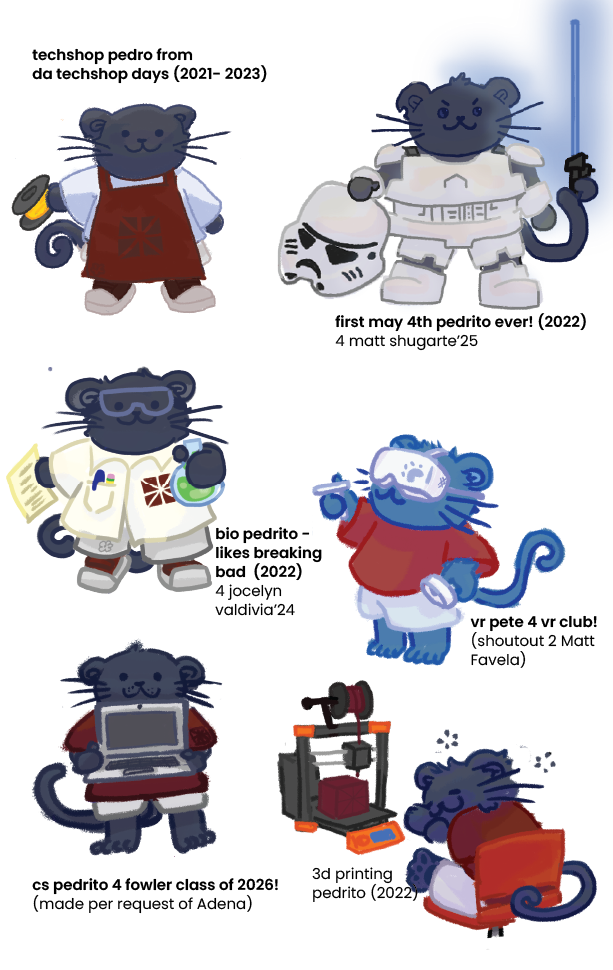 techshop pedro from
da techshop days (2021- 2023)
first may 4th pedrito ever! (2022)
4 matt shugarte’25
bio pedrito -
likes breaking
bad (2022)
4 jocelyn
valdivia’24
vr pete 4 vr club!
(shoutout 2 Matt
Favela)
cs pedrito 4 fowler class of 2026!
(made per request of Adena)
3d printing
pedrito (2022)